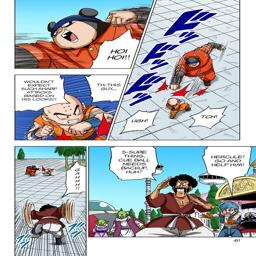 HO!
HO!!!
TH-THIS
GUY...
WOULDN'T
EXPECT
SUCH SHARP
ATTACKS
BASED ON
HIS LOOKS!!
TCH!
UGH!
HERCULE!
GO AND
HELP HIM!
S-SURE
THING,
CUE BALL
NEEDS
BACKUP,
HUH?